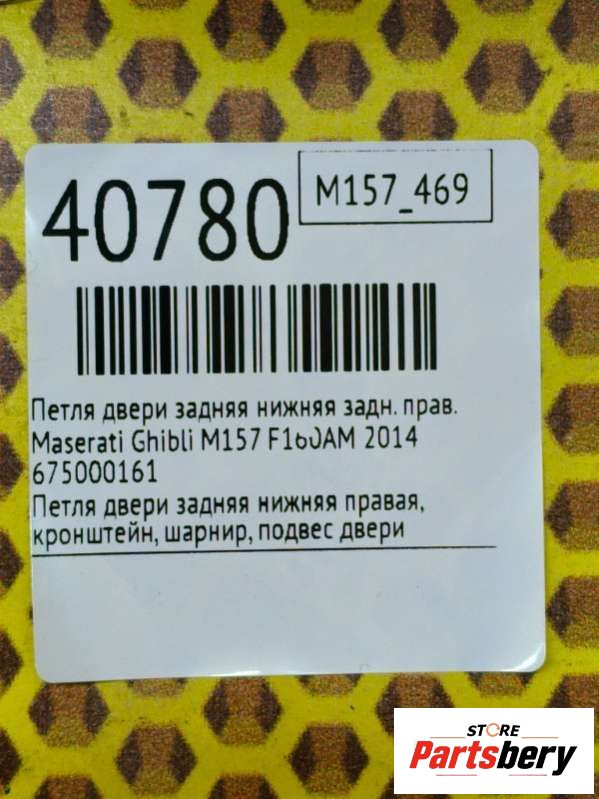 40780
M157_469
Петля двери задняя нижняя задн. прав.
Maserati Ghibli M157 F160AM 2014
675000161
Петля двери задняя нижняя правая,
кронштейн, шарнир, подвес двери
STORE
Partsbery